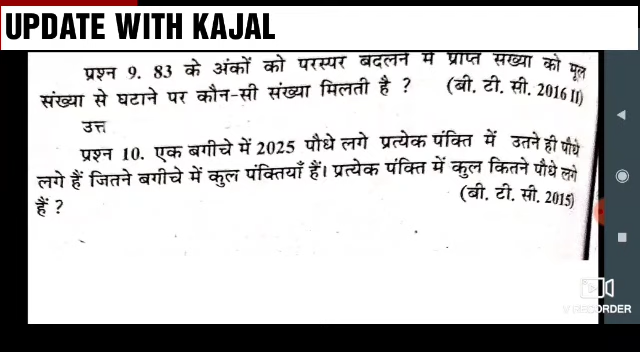 UPDATE WITH KAJAL
प्रश्न 9. 83 के अंकों को परस्पर बदलने में प्राप्त संख्या को मूल
संख्या से घटाने पर कौन-सी संख्या मिलती है ? (बी. टी. सी. 2016 II)
उत्त
प्रश्न 10. एक बगीचे में 2025 पौधे लगे प्रत्येक पंक्ति में उतने ही पौधे
लगे हैं जितने बगीचे में कुल पंक्तियाँ हैं। प्रत्येक पंक्ति में कुल कितने पौधे लगे
हैं ? (बी. टी. सी. 2015)
V RECORDER